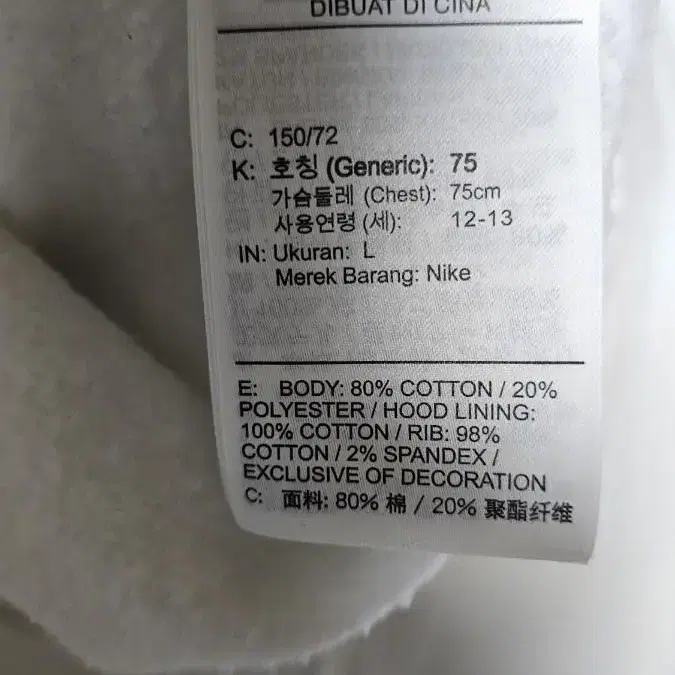 DIBUAT DI CINA
C: 150/72
K: 호칭 (Generic): 75
가슴둘레 (Chest): 75cm
사용연령 (세): 12-13
IN: Ukuran: L
Merek Barang: Nike
E: BODY: 80% COTTON / 20%
POLYESTER / HOOD LINING:
100% COTTON / RIB: 98%
COTTON / 2% SPANDEX /
EXCLUSIVE OF DECORATION
C: 面料: 80% 棉 / 20% 聚酯纤维